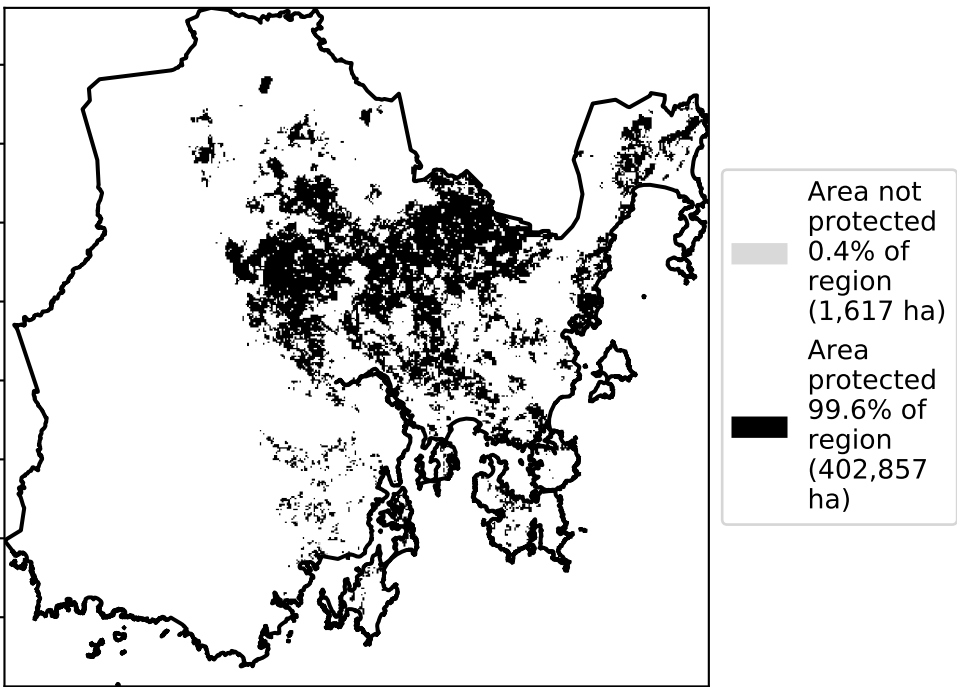 Area not
protected
0.4% of
region
(1,617 ha)
Area
protected
99.6% of
region
(402,857
ha)